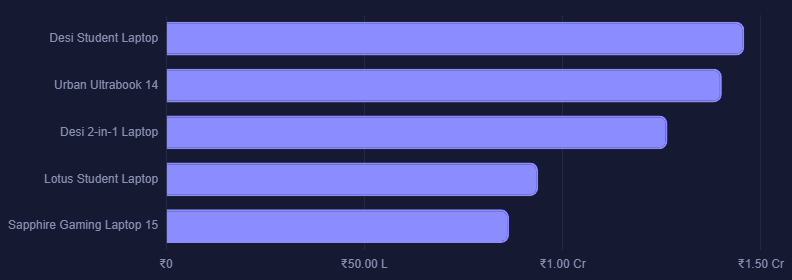 Desi Student Laptop
Urban Ultrabook 14
Desi 2-in-1 Laptop
Lotus Student Laptop
Sapphire Gaming Laptop 15
₹0 ₹50.00 L ₹1.00 Cr ₹1.50 Cr